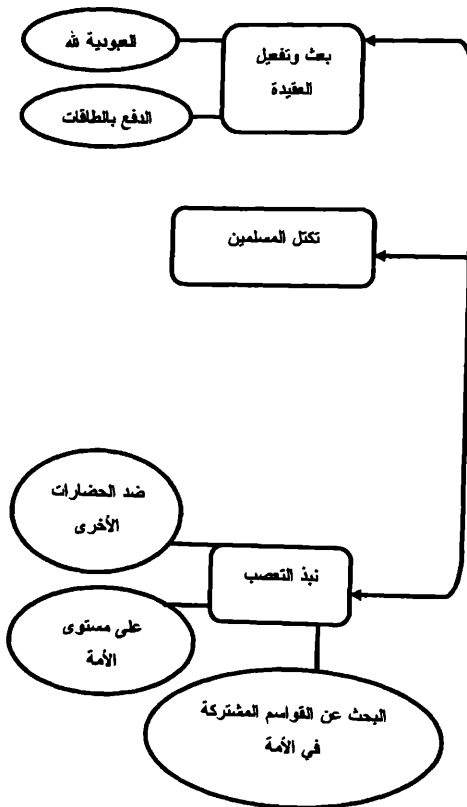 بعث وتفعيل
العقيدة
العبودية لله
الدفع بالطاقات
تكتل المسلمين
نبذ التعصب
ضد الحضارات
الأخرى
على مستوى
الأمة
البحث عن القواسم المشتركة
في الأمة